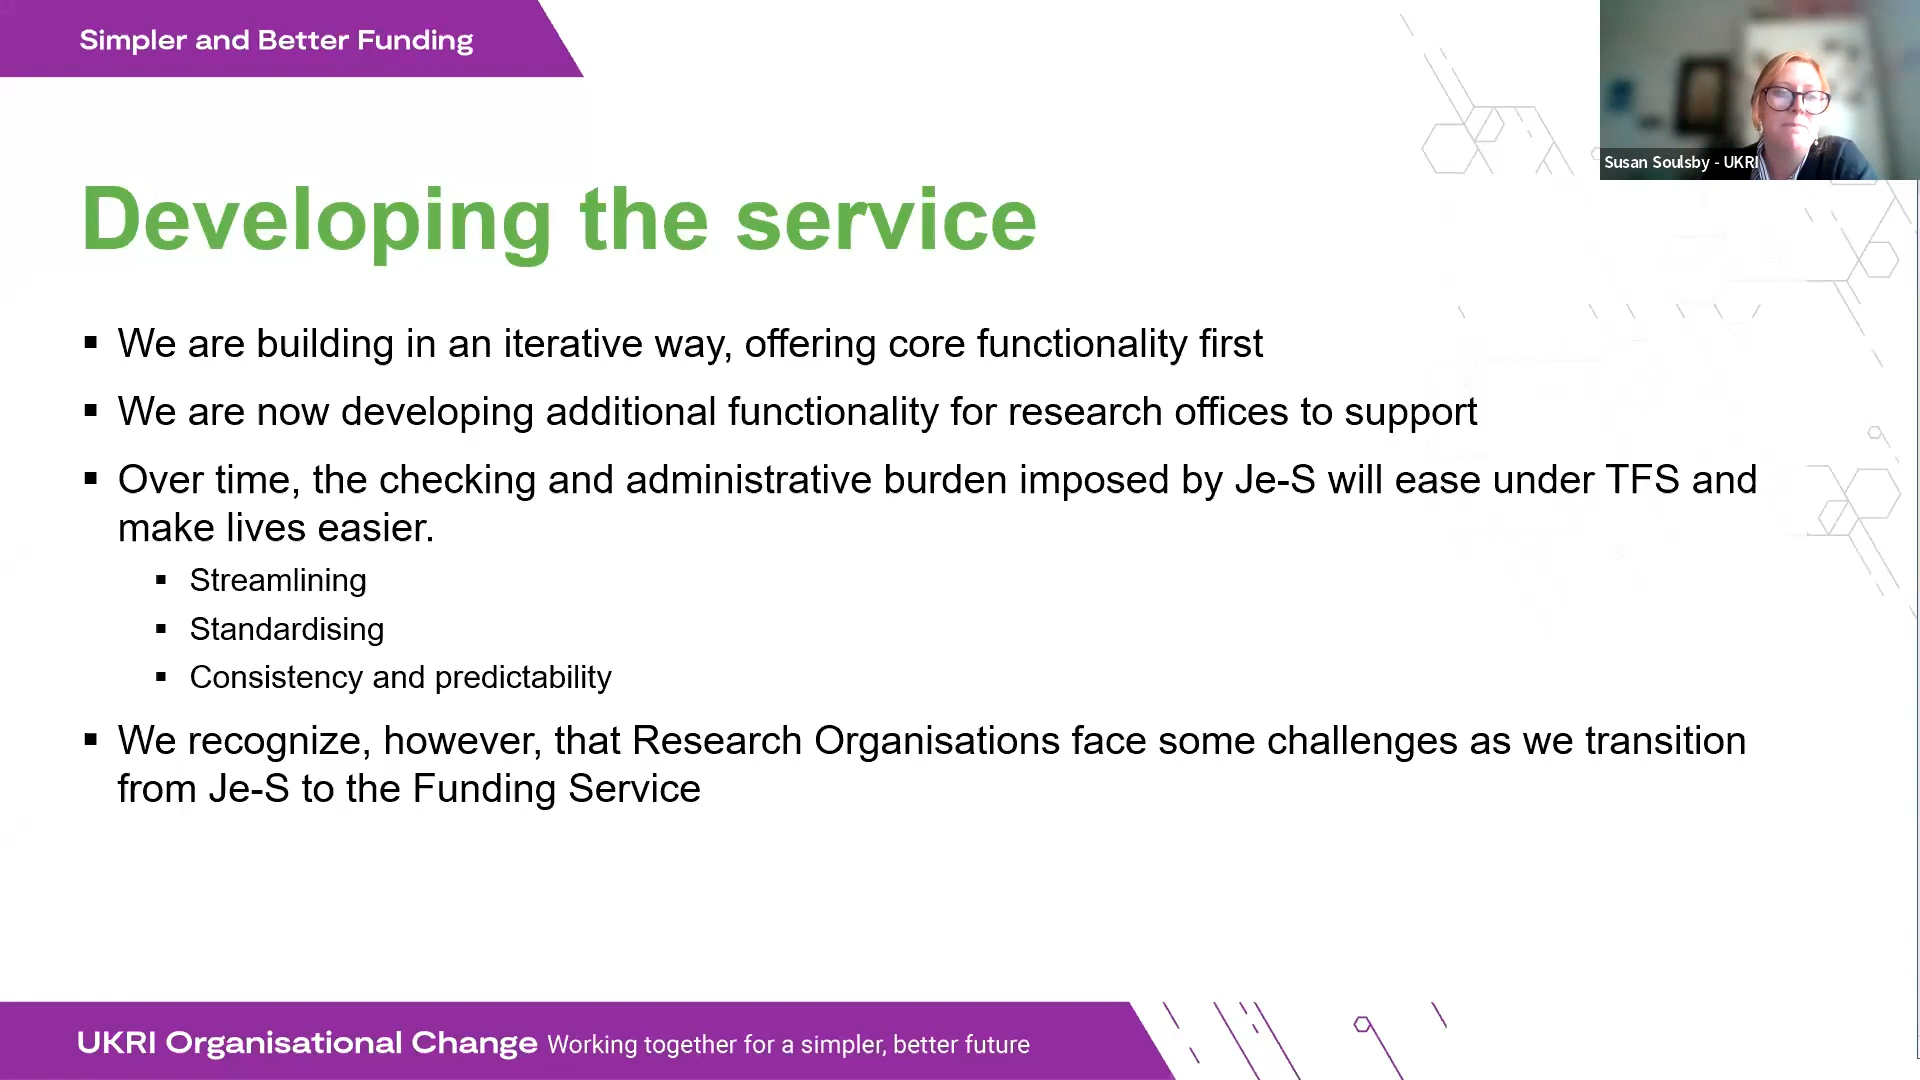 Simpler and Better Funding
Susan Soulsby - UKRI
Developing the service
▪ We are building in an iterative way, offering core functionality first
▪ We are now developing additional functionality for research offices to support
▪ Over time, the checking and administrative burden imposed by Je-S will ease under TFS and
make lives easier.
▪ Streamlining
▪ Standardising
▪ Consistency and predictability
▪ We recognize, however, that Research Organisations face some challenges as we transition
from Je-S to the Funding Service
UKRI Organisational Change Working together for a simpler, better future